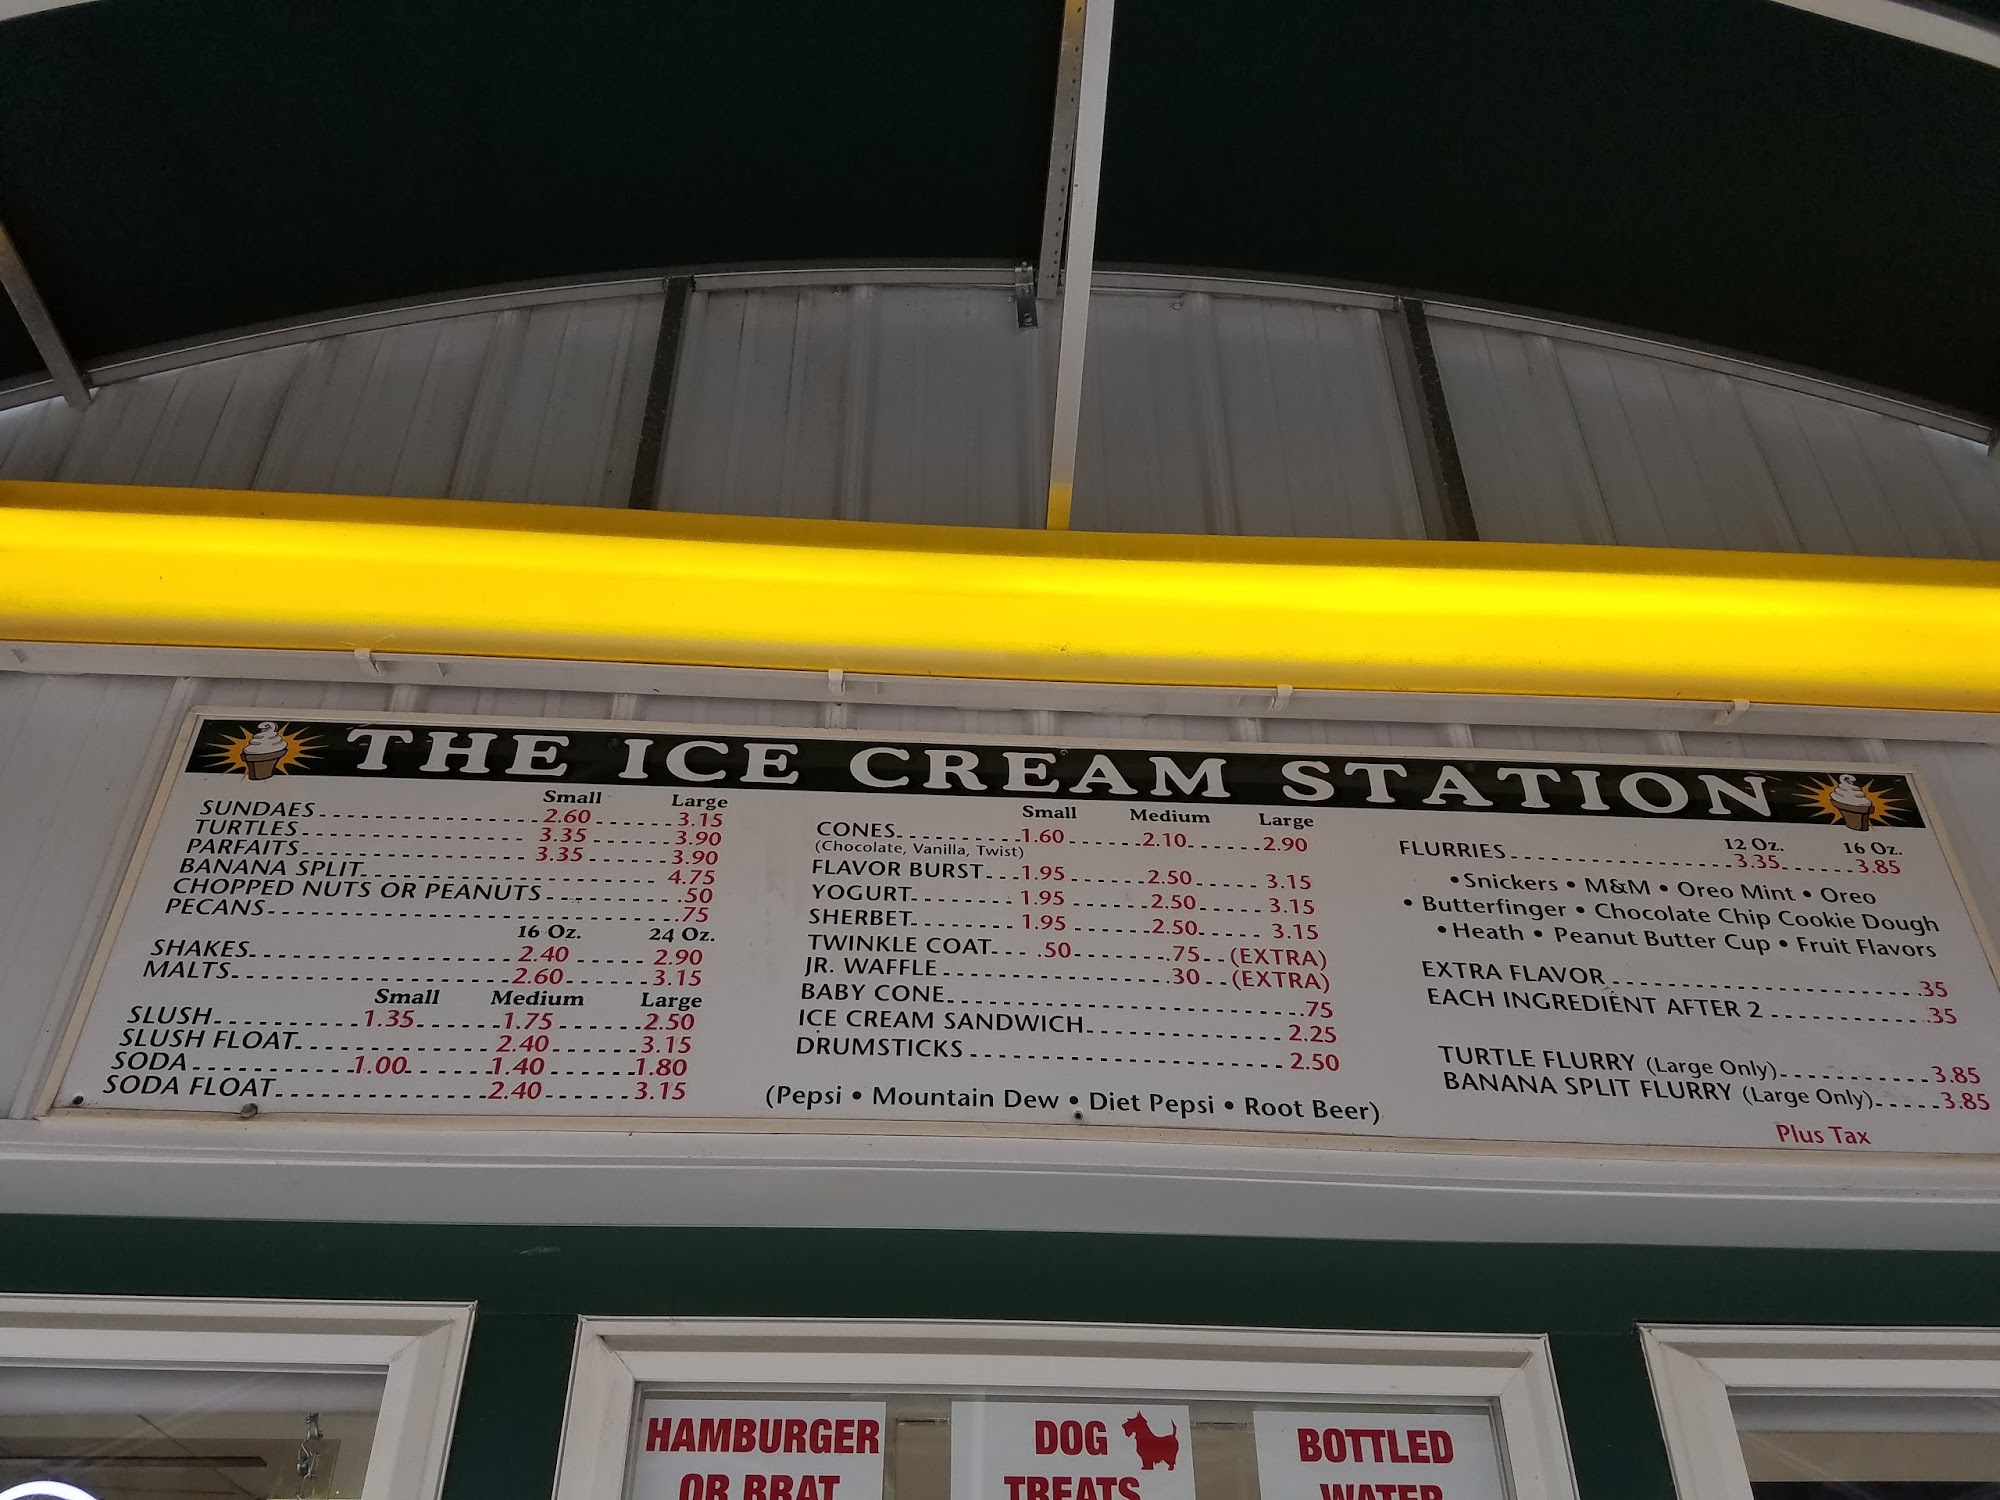 THE ICE CREAM STATION
Small Large
SUNDAES 2.60 3.15
TURTLES 3.35 3.90
PARFAITS 3.35 3.90
BANANA SPLIT 4.75
CHOPPED NUTS OR PEANUTS .50
PECANS .75
16 Oz. 24 Oz.
SHAKES 2.40 2.90
MALTS 2.60 3.15
Small Medium Large
SLUSH 1.35 1.75 2.50
SLUSH FLOAT 2.40 3.15
SODA 1.00 1.40 1.80
SODA FLOAT 2.40 3.15
Small Medium Large
CONES 1.60 2.10 2.90
(Chocolate, Vanilla, Twist)
FLAVOR BURST 1.95 2.50 3.15
YOGURT 1.95 2.50 3.15
SHERBET 1.95 2.50 3.15
TWINKLE COAT .50 .75 (EXTRA)
JR. WAFFLE .30 (EXTRA)
BABY CONE .75
ICE CREAM SANDWICH 2.25
DRUMSTICKS 2.50
(Pepsi • Mountain Dew • Diet Pepsi • Root Beer)
12 Oz. 16 Oz.
FLURRIES 3.35 3.85
• Snickers • M&M • Oreo Mint • Oreo
• Butterfinger • Chocolate Chip Cookie Dough
• Heath • Peanut Butter Cup • Fruit Flavors
EXTRA FLAVOR .35
EACH INGREDIENT AFTER 2 .35
TURTLE FLURRY (Large Only) 3.85
BANANA SPLIT FLURRY (Large Only) 3.85
Plus Tax
HAMBURGER
OR BRAT
DOG
TREATS
BOTTLED
WATER